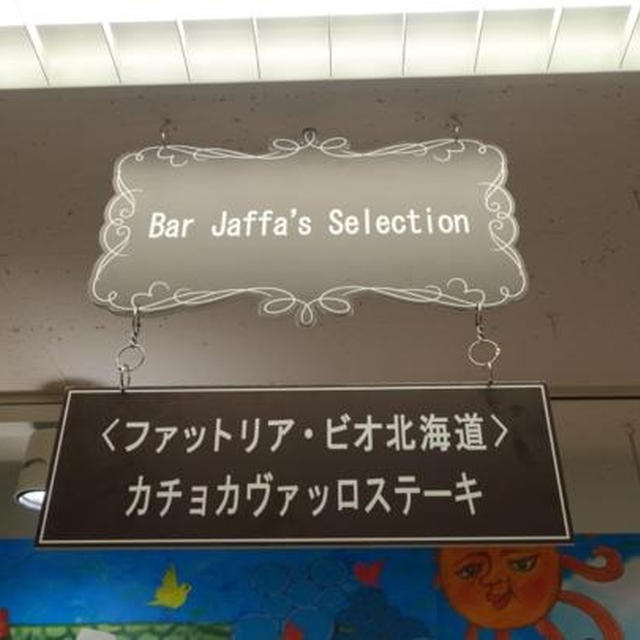 Bar Jaffa's Selection
〈ファットリア・ビオ北海道〉
カチョカヴァッロステーキ